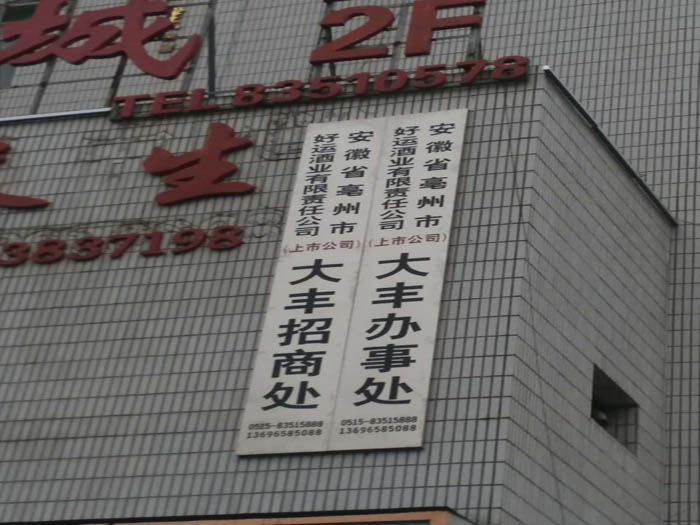 城 2F
TEL 83510578
生
3837198
安徽省亳州市
好运酒业有限责任公司
(上市公司)
大丰办事处
0515-83515888
13696585088
安徽省亳州市
好运酒业有限责任公司
(上市公司)
大丰招商处
0515-83515888
13696585088